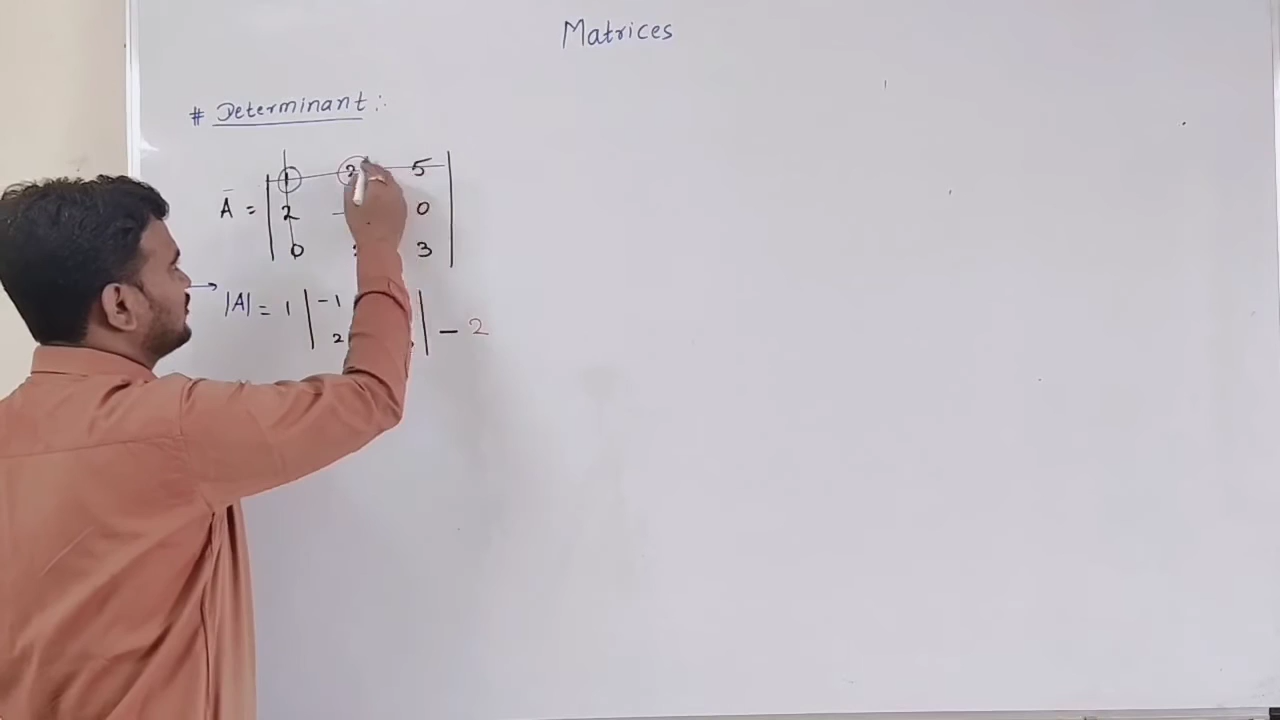 Matrices
# Determinant :-
1 2 5
Ā = 2 - 0
0 3
|A| = 1 | -1
2 | - 2